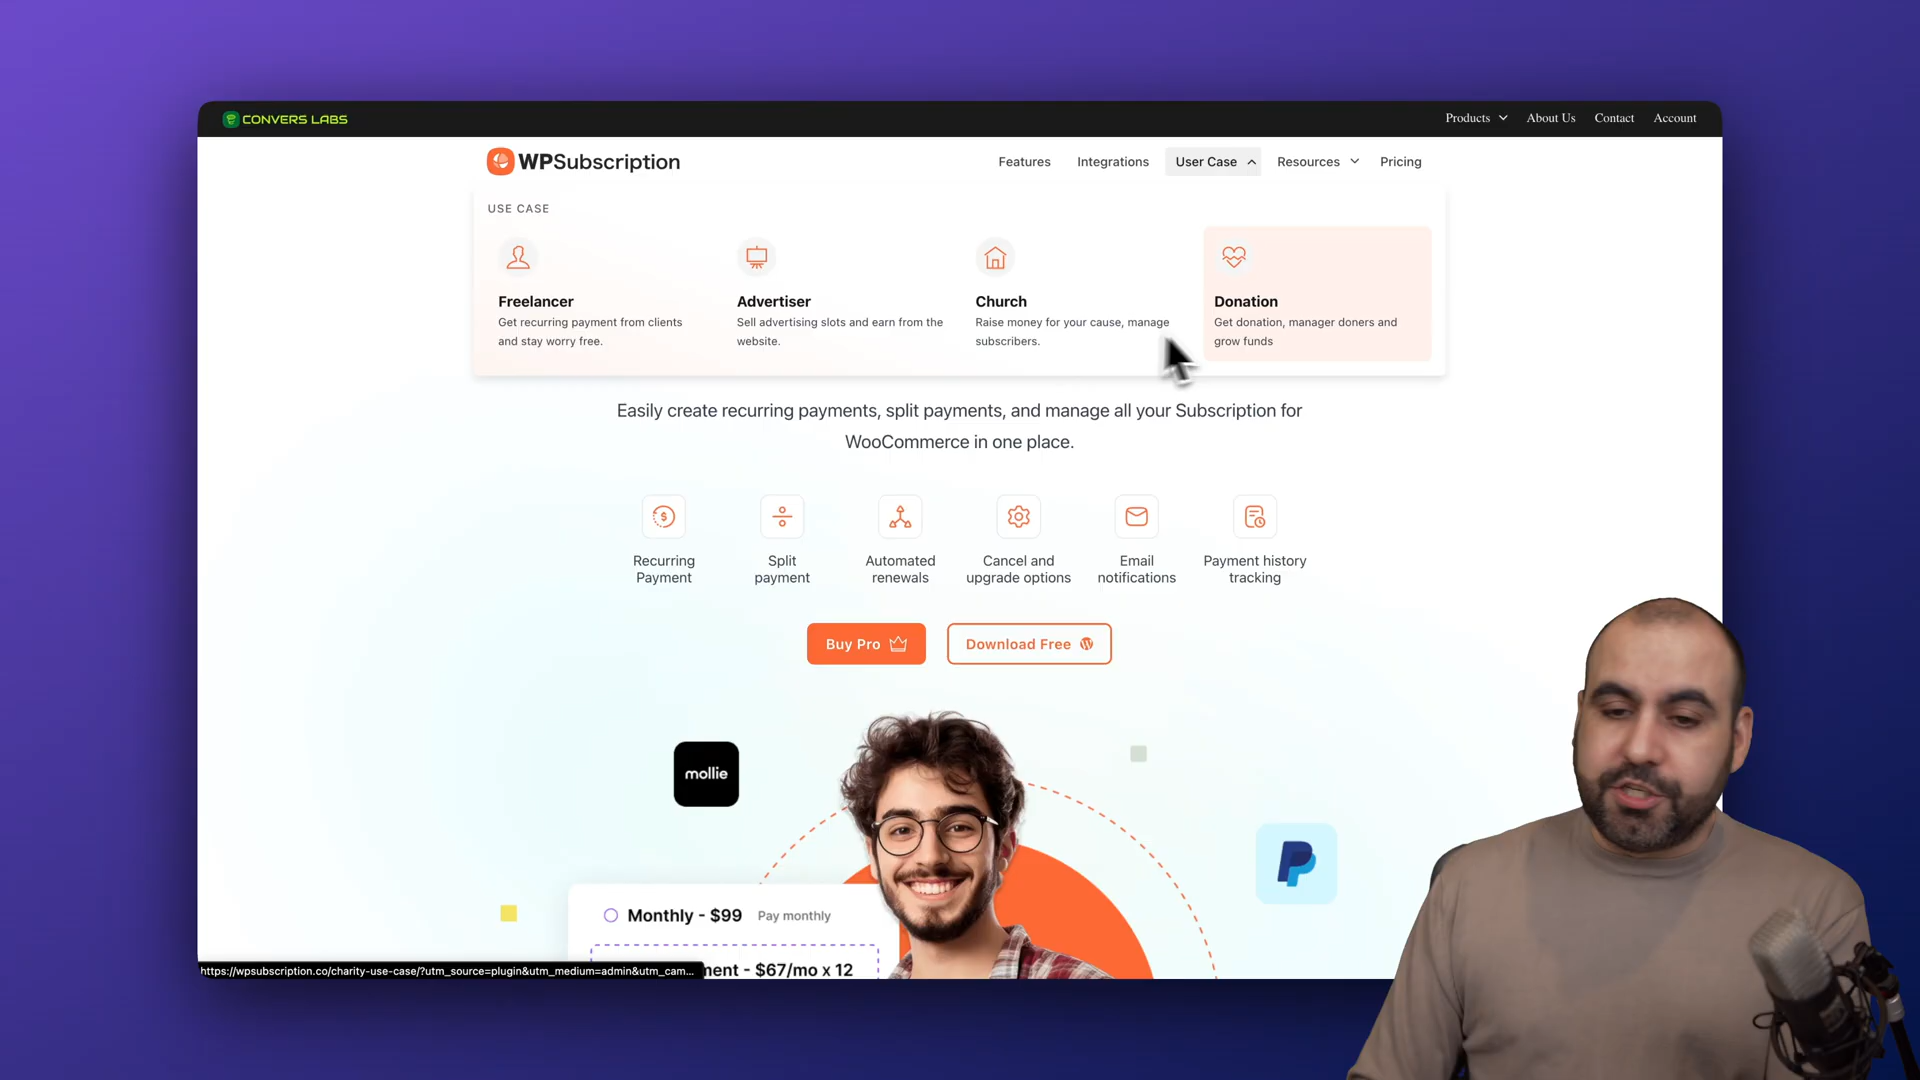 CONVERS LABS
Products About Us Contact Account
WPSubscription
Features Integrations User Case Resources Pricing
USE CASE
Freelancer
Get recurring payment from clients
and stay worry free.
Advertiser
Sell advertising slots and earn from the
website.
Church
Raise money for your cause, manage
subscribers.
Donation
Get donation, manager doners and
grow funds
Easily create recurring payments, split payments, and manage all your Subscription for
WooCommerce in one place.
Recurring
Payment
Split
payment
Automated
renewals
Cancel and
upgrade options
Email
notifications
Payment history
tracking
Buy Pro
Download Free
mollie
Monthly - $99 Pay monthly
ment - $67/mo x 12
https://wpsubscription.co/charity-use-case/?utm_source=plugin&utm_medium=admin&utm_cam...